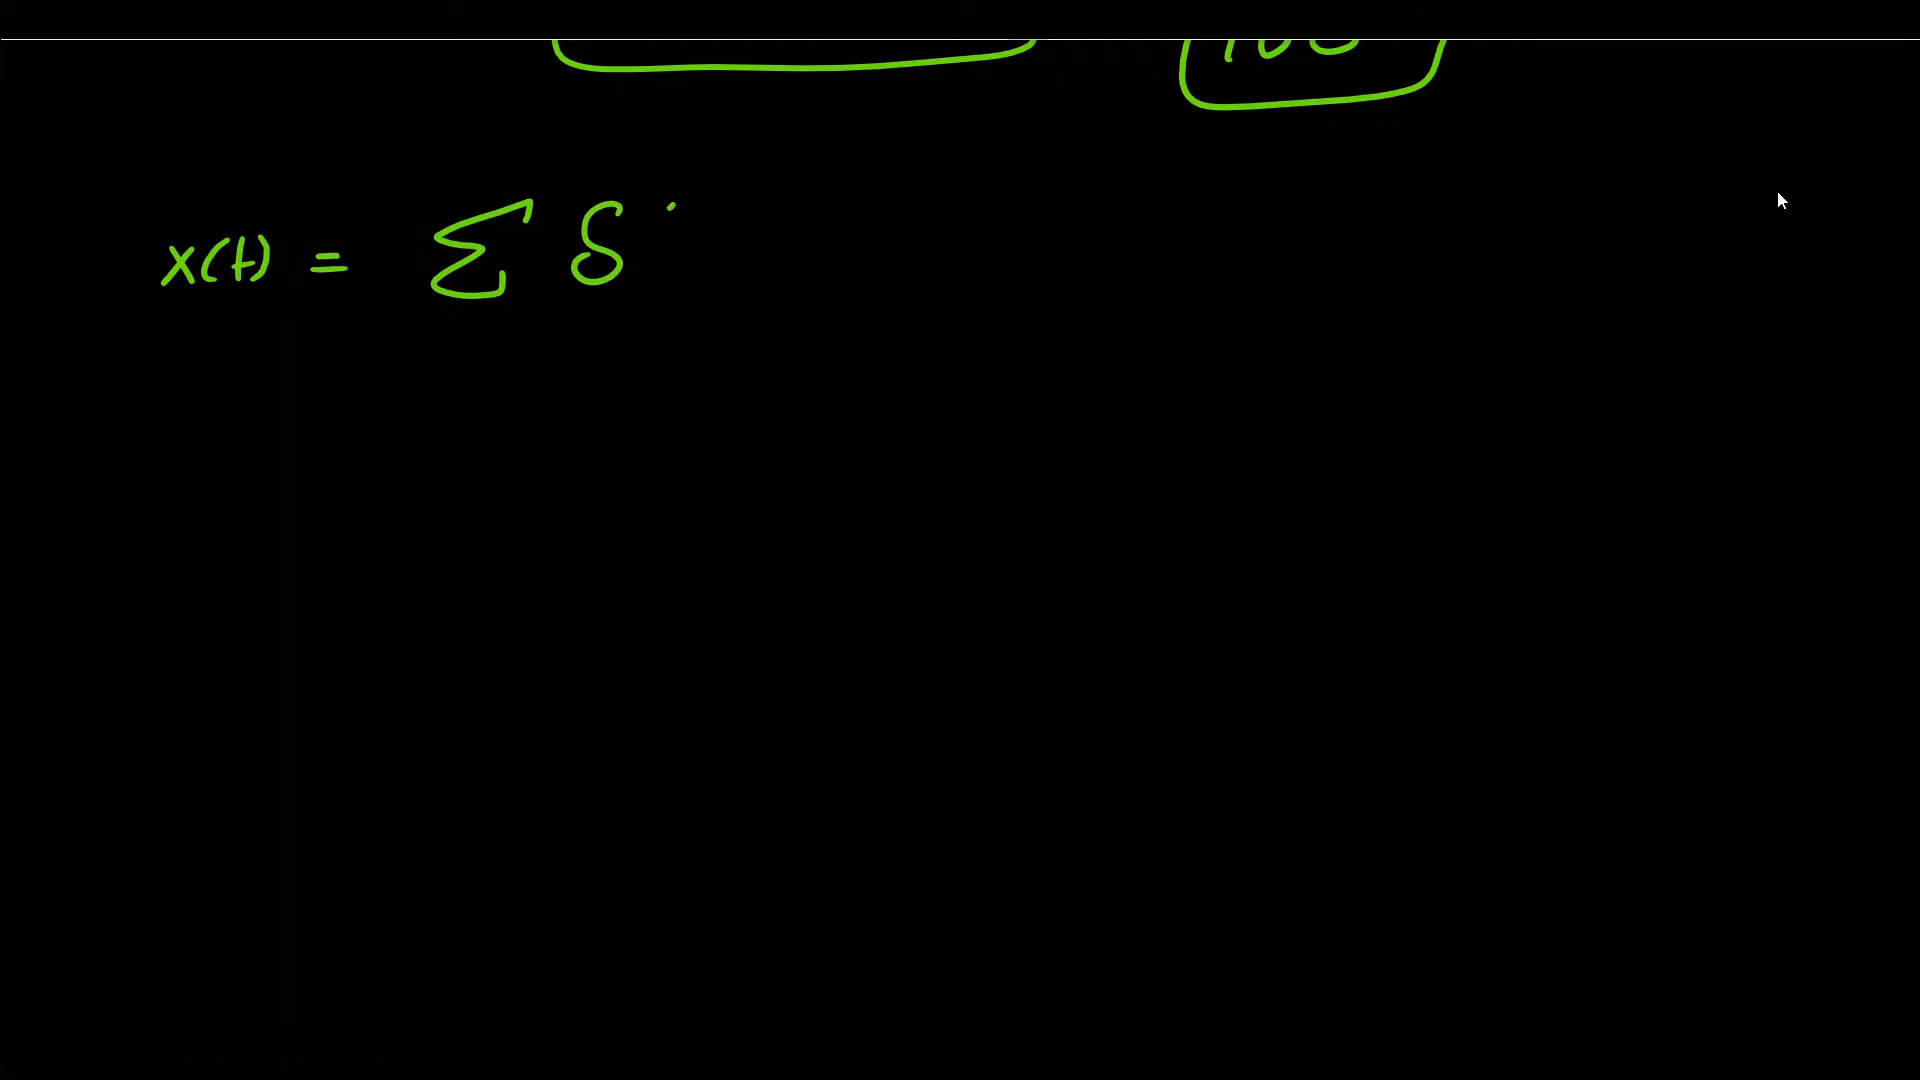 x(t) = Σ δ